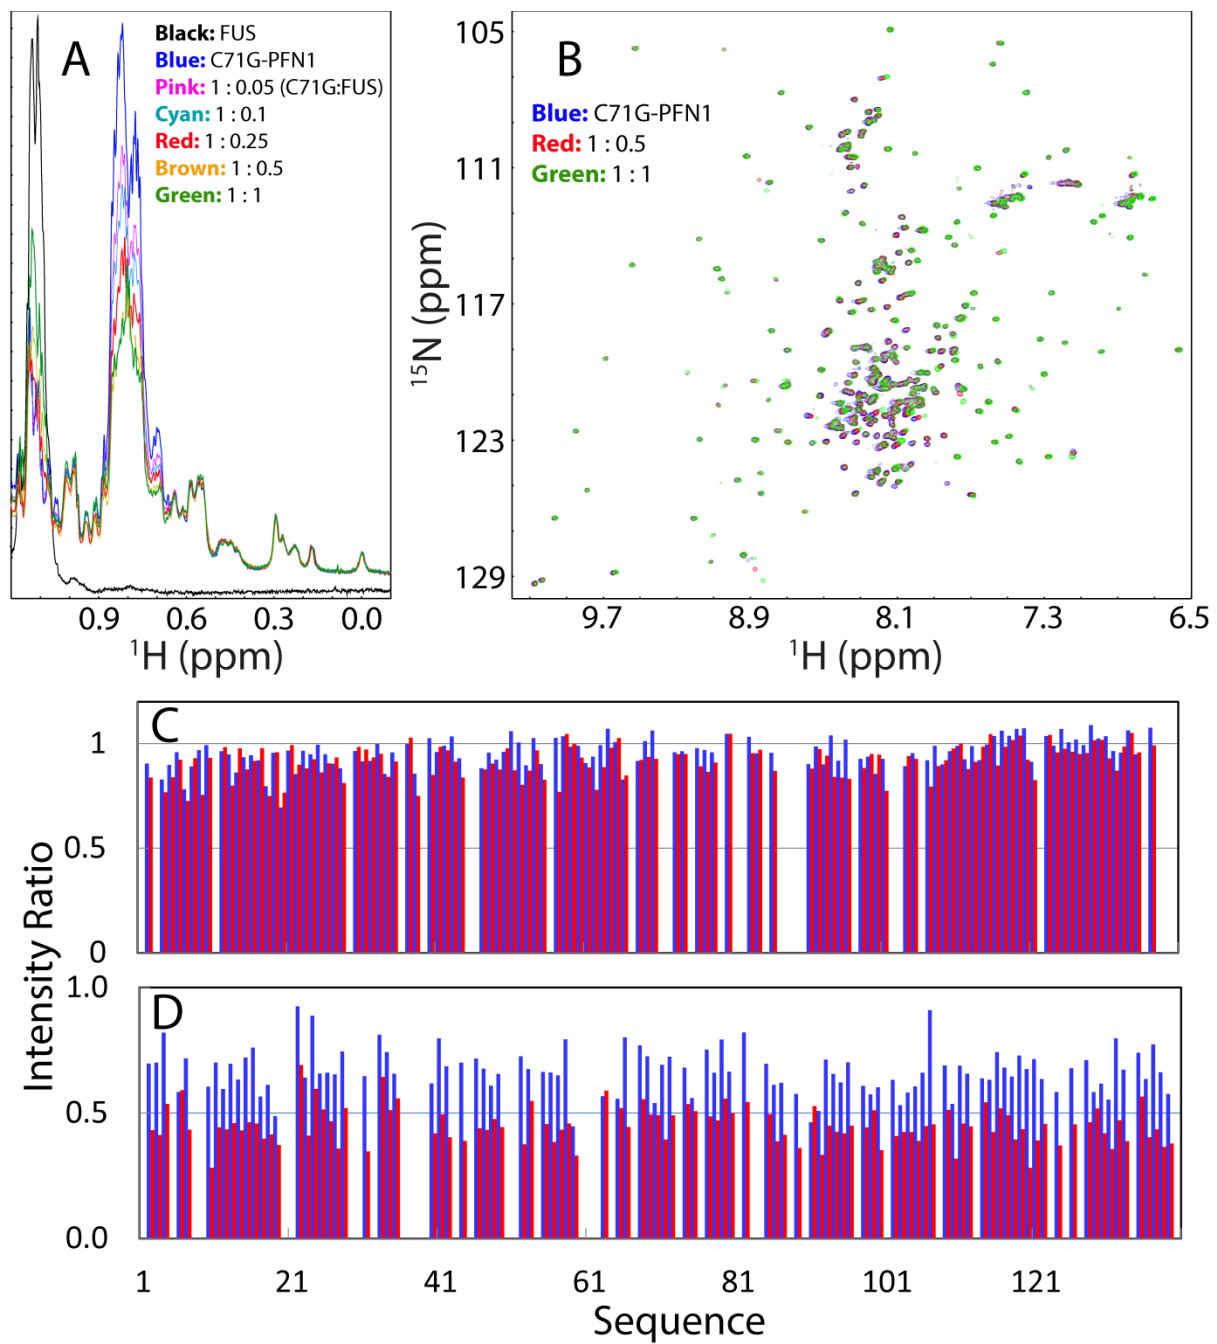 A
Black: FUS
Blue: C71G-PFN1
Pink: 1 : 0.05 (C71G:FUS)
Cyan: 1 : 0.1
Red: 1 : 0.25
Brown: 1 : 0.5
Green: 1 : 1
0.9 0.6 0.3 0.0
1H (ppm)
B
Blue: C71G-PFN1
Red: 1 : 0.5
Green: 1 : 1
105
111
117
123
129
15N (ppm)
9.7 8.9 8.1 7.3 6.5
1H (ppm)
C
1
0.5
0
Intensity Ratio
D
1.0
0.5
0.0
1 21 41 61 81 101 121
Sequence